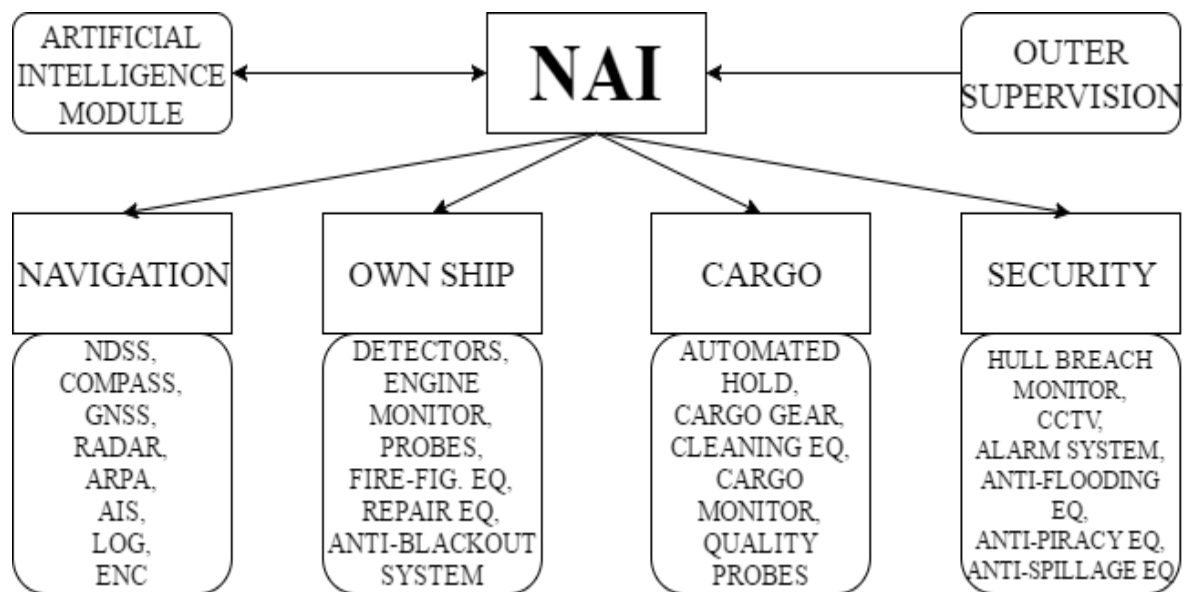 ARTIFICIAL
INTELLIGENCE
MODULE
NAI
OUTER
SUPERVISION
NAVIGATION
OWN SHIP
CARGO
SECURITY
NDSS,
COMPASS,
GNSS,
RADAR,
ARPA,
AIS,
LOG,
ENC
DETECTORS,
ENGINE
MONITOR,
PROBES,
FIRE-FIG. EQ,
REPAIR EQ,
ANTI-BLACKOUT
SYSTEM
AUTOMATED
HOLD,
CARGO GEAR,
CLEANING EQ,
CARGO
MONITOR,
QUALITY
PROBES
HULL BREACH
MONITOR,
CCTV,
ALARM SYSTEM,
ANTI-FLOODING
EQ,
ANTI-PIRACY EQ,
ANTI-SPILLAGE EQ